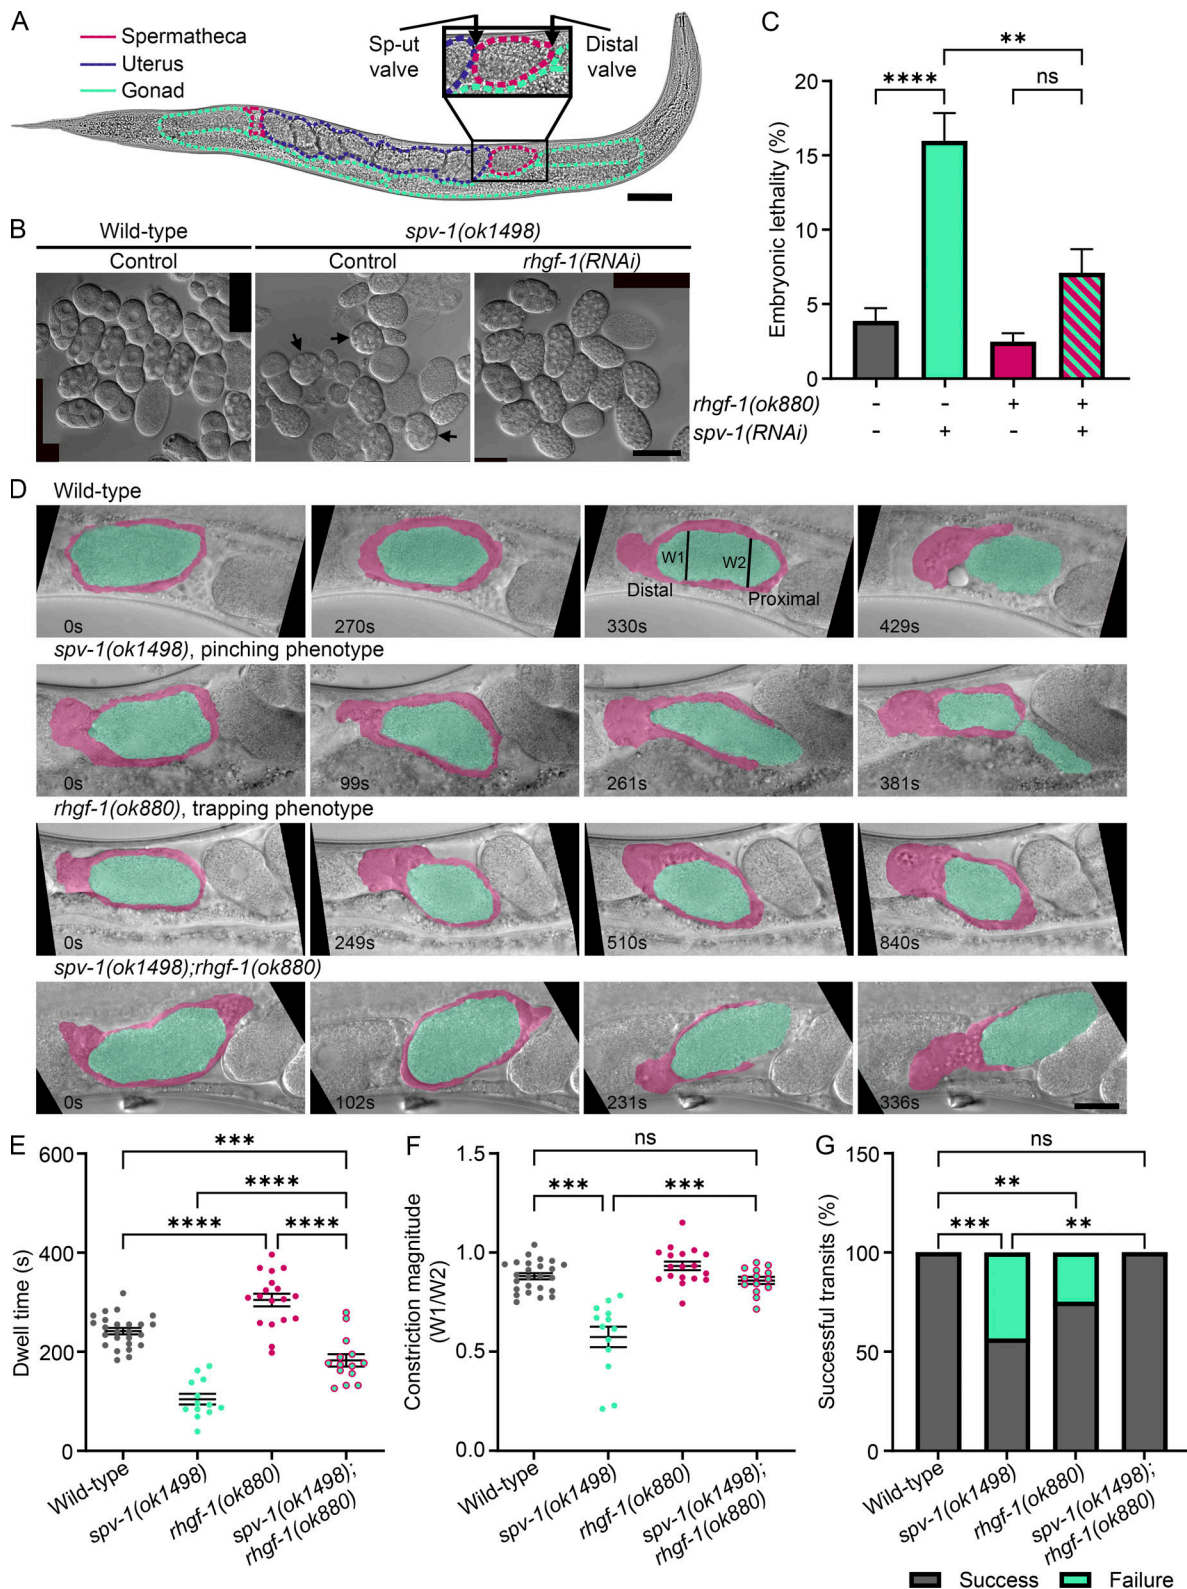 A
Spermatheca
Uterus
Gonad
Sp-ut valve
Distal valve
B
Wild-type
spv-1(ok1498)
Control
Control
rhgf-1(RNAi)
C
**
****
ns
Embryonic lethality (%)
20
15
10
5
0
rhgf-1(ok880) - - + +
spv-1(RNAi) - + - +
D
Wild-type
0s
270s
W1
W2
Distal
Proximal
330s
429s
spv-1(ok1498), pinching phenotype
0s
99s
261s
381s
rhgf-1(ok880), trapping phenotype
0s
249s
510s
840s
spv-1(ok1498);rhgf-1(ok880)
0s
102s
231s
336s
E
Dwell time (s)
600
400
200
0
***
****
****
****
Wild-type
spv-1(ok1498)
rhgf-1(ok880)
spv-1(ok1498);
rhgf-1(ok880)
F
Constriction magnitude
(W1/W2)
1.5
1.0
0.5
0.0
ns
***
***
Wild-type
spv-1(ok1498)
rhgf-1(ok880)
spv-1(ok1498);
rhgf-1(ok880)
G
Successful transits (%)
150
100
50
0
ns
**
***
**
Wild-type
spv-1(ok1498)
rhgf-1(ok880)
spv-1(ok1498);
rhgf-1(ok880)
Success
Failure